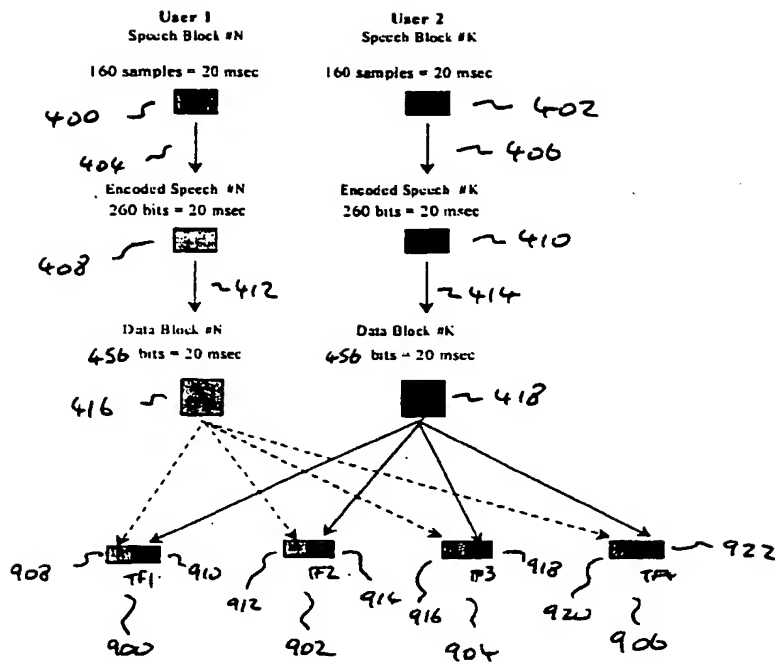 User 1 User 2
Speech Block #N Speech Block #K
160 samples = 20 msec 160 samples = 20 msec
400 402
404 406
Encoded Speech #N Encoded Speech #K
260 bits = 20 msec 260 bits = 20 msec
408 410
412 414
Data Block #N Data Block #K
456 bits = 20 msec 456 bits = 20 msec
416 418
908 TF1 910 912 TF2 914 916 TF3 918 920 TF4 922
900 902 904 906